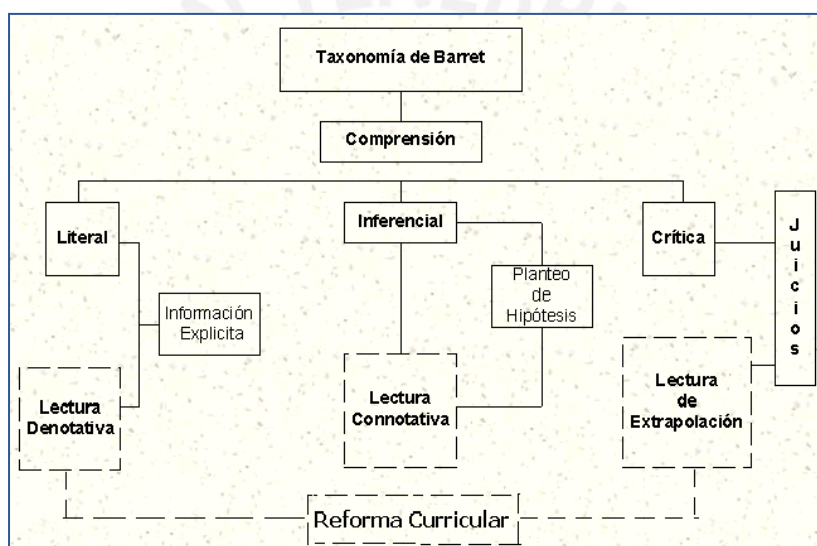 Taxonomía de Barret
Comprensión
Literal
Inferencial
Crítica
Juicios
Información
Explicita
Planteo
de
Hipótesis
Lectura
Denotativa
Lectura
Connotativa
Lectura
de
Extrapolación
Reforma Curricular